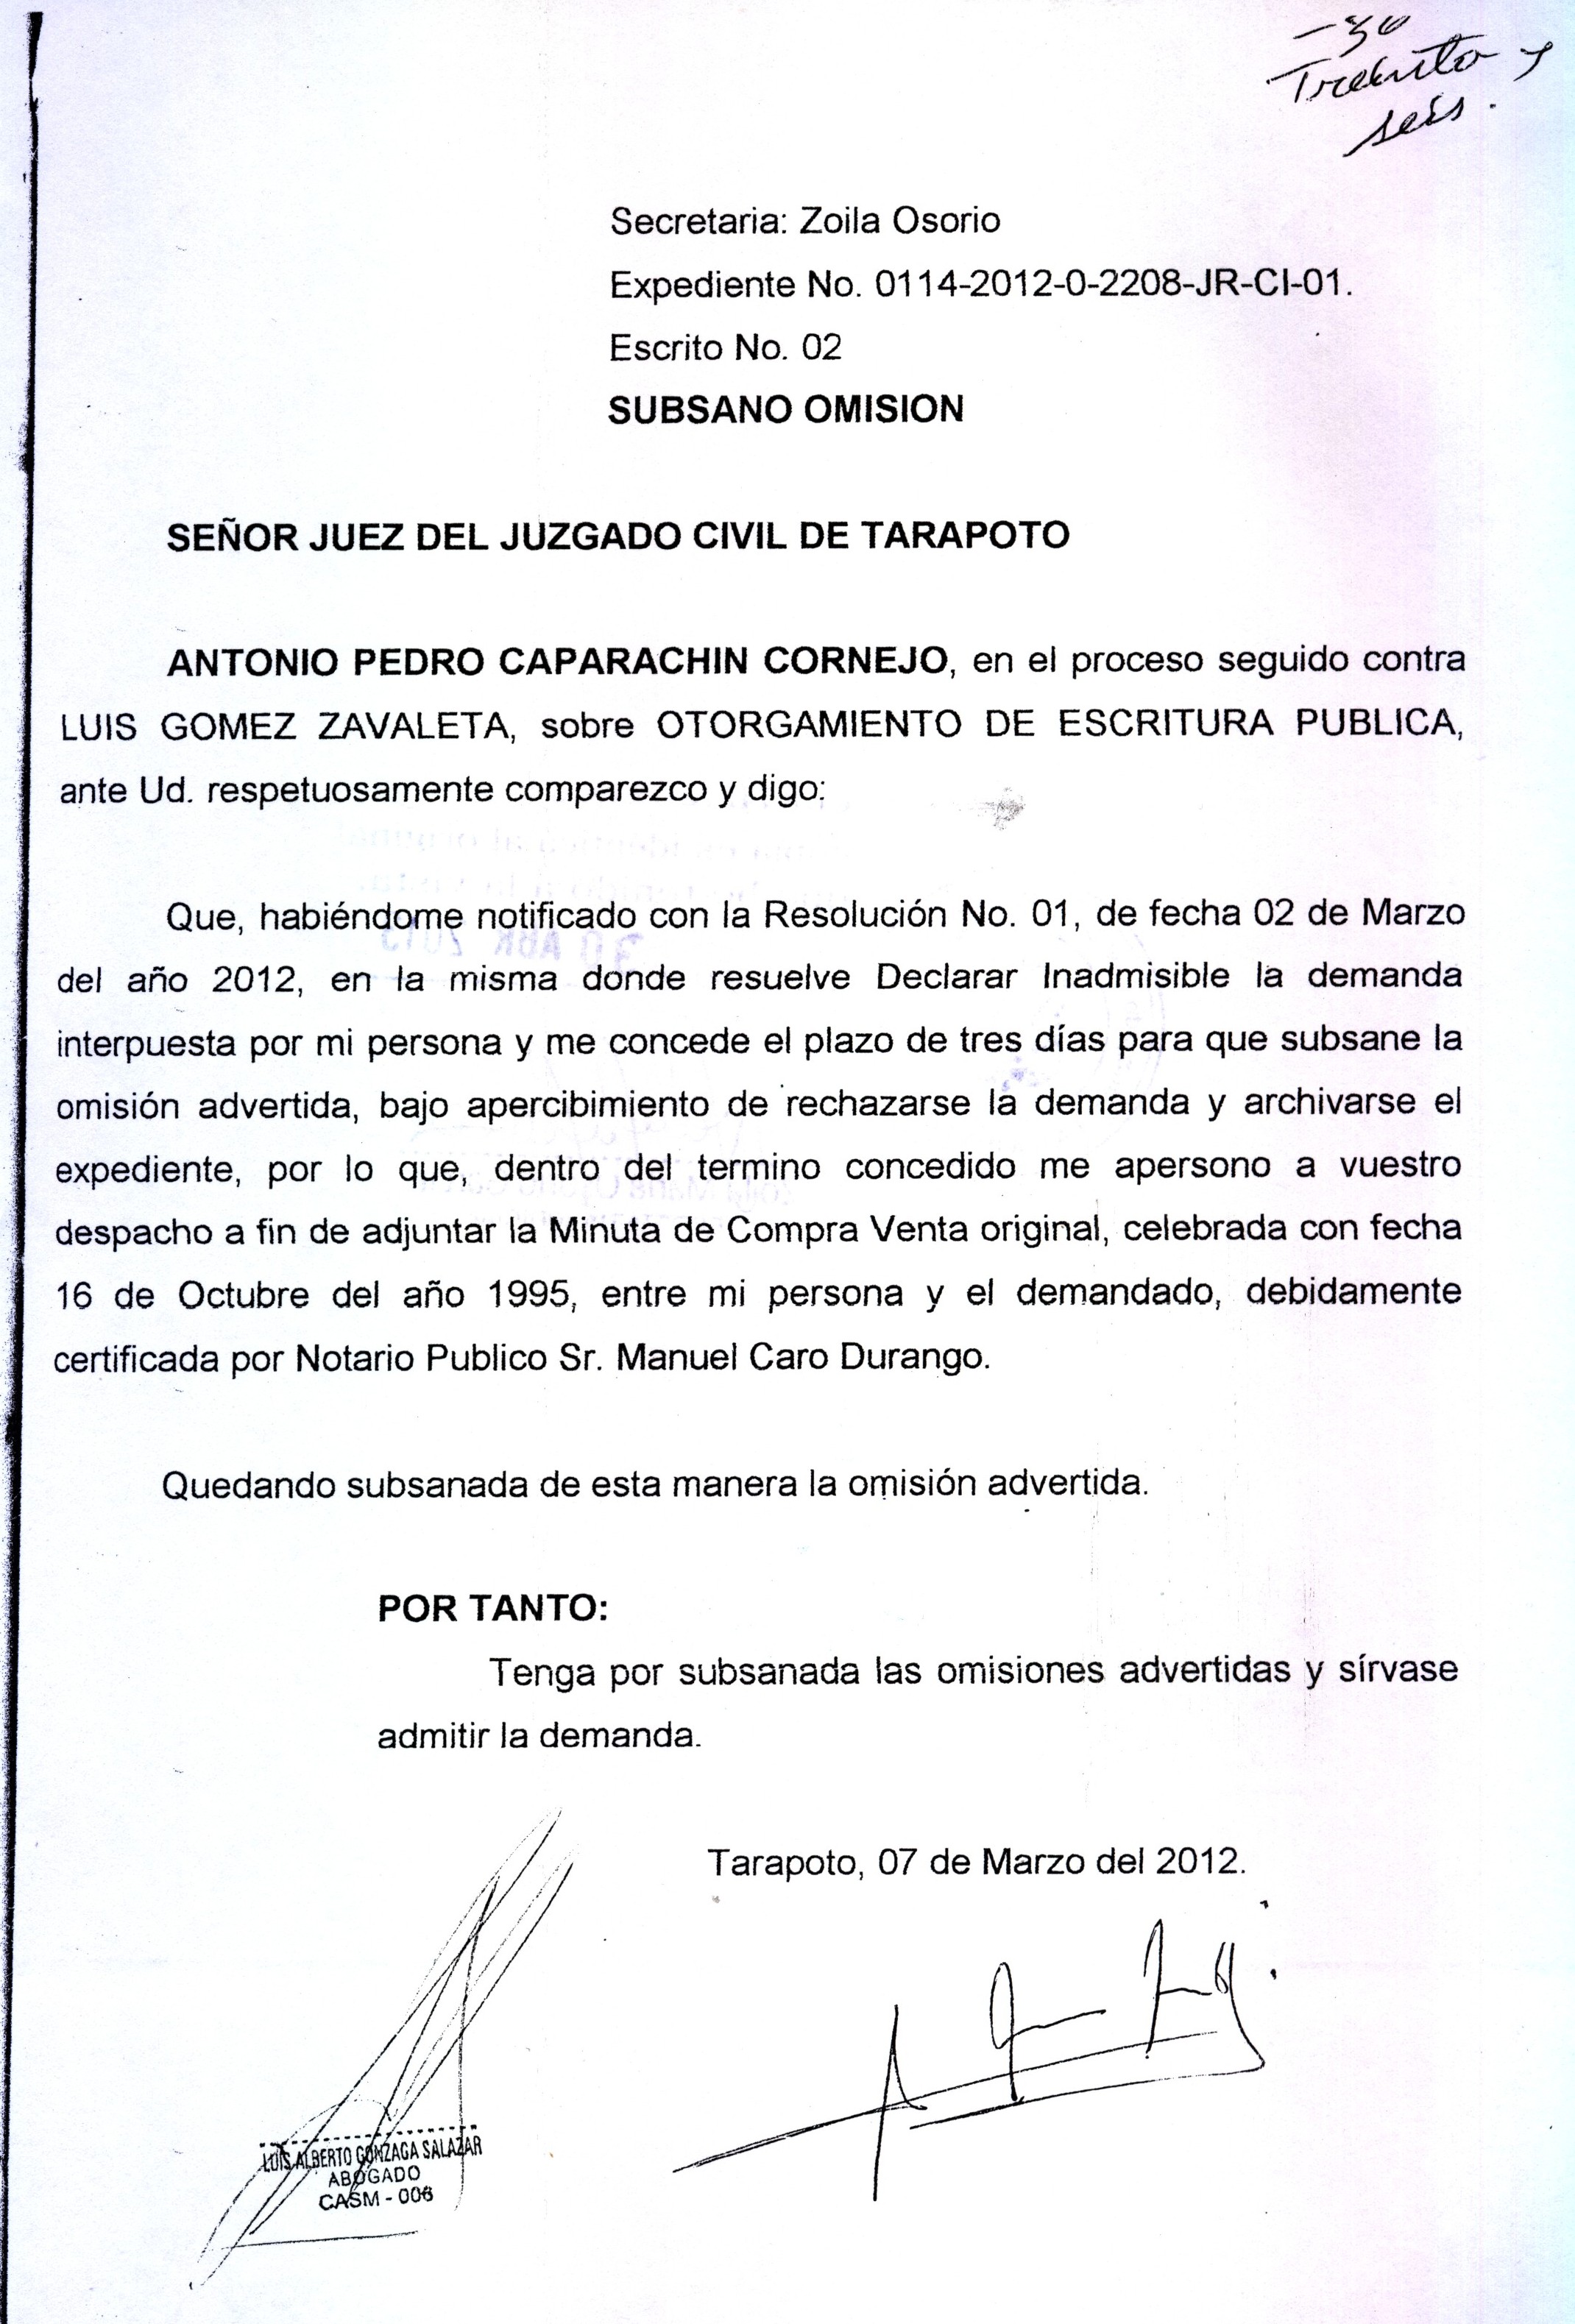 Treinta y
seis.
Secretaria: Zoila Osorio
Expediente No. 0114-2012-0-2208-JR-CI-01.
Escrito No. 02
SUBSANO OMISION
SEÑOR JUEZ DEL JUZGADO CIVIL DE TARAPOTO
ANTONIO PEDRO CAPARACHIN CORNEJO, en el proceso seguido contra
LUIS GOMEZ ZAVALETA, sobre OTORGAMIENTO DE ESCRITURA PUBLICA,
ante Ud. respetuosamente comparezco y digo:
Que, habiéndome notificado con la Resolución No. 01, de fecha 02 de Marzo
del año 2012, en la misma donde resuelve Declarar Inadmisible la demanda
interpuesta por mi persona y me concede el plazo de tres días para que subsane la
omisión advertida, bajo apercibimiento de rechazarse la demanda y archivarse el
expediente, por lo que, dentro del termino concedido me apersono a vuestro
despacho a fin de adjuntar la Minuta de Compra Venta original, celebrada con fecha
16 de Octubre del año 1995, entre mi persona y el demandado, debidamente
certificada por Notario Publico Sr. Manuel Caro Durango.
Quedando subsanada de esta manera la omisión advertida.
POR TANTO:
Tenga por subsanada las omisiones advertidas y sírvase
admitir la demanda.
Tarapoto, 07 de Marzo del 2012.
LUIS ALBERTO GONZAGA SALAZAR
ABOGADO
CASM - 006